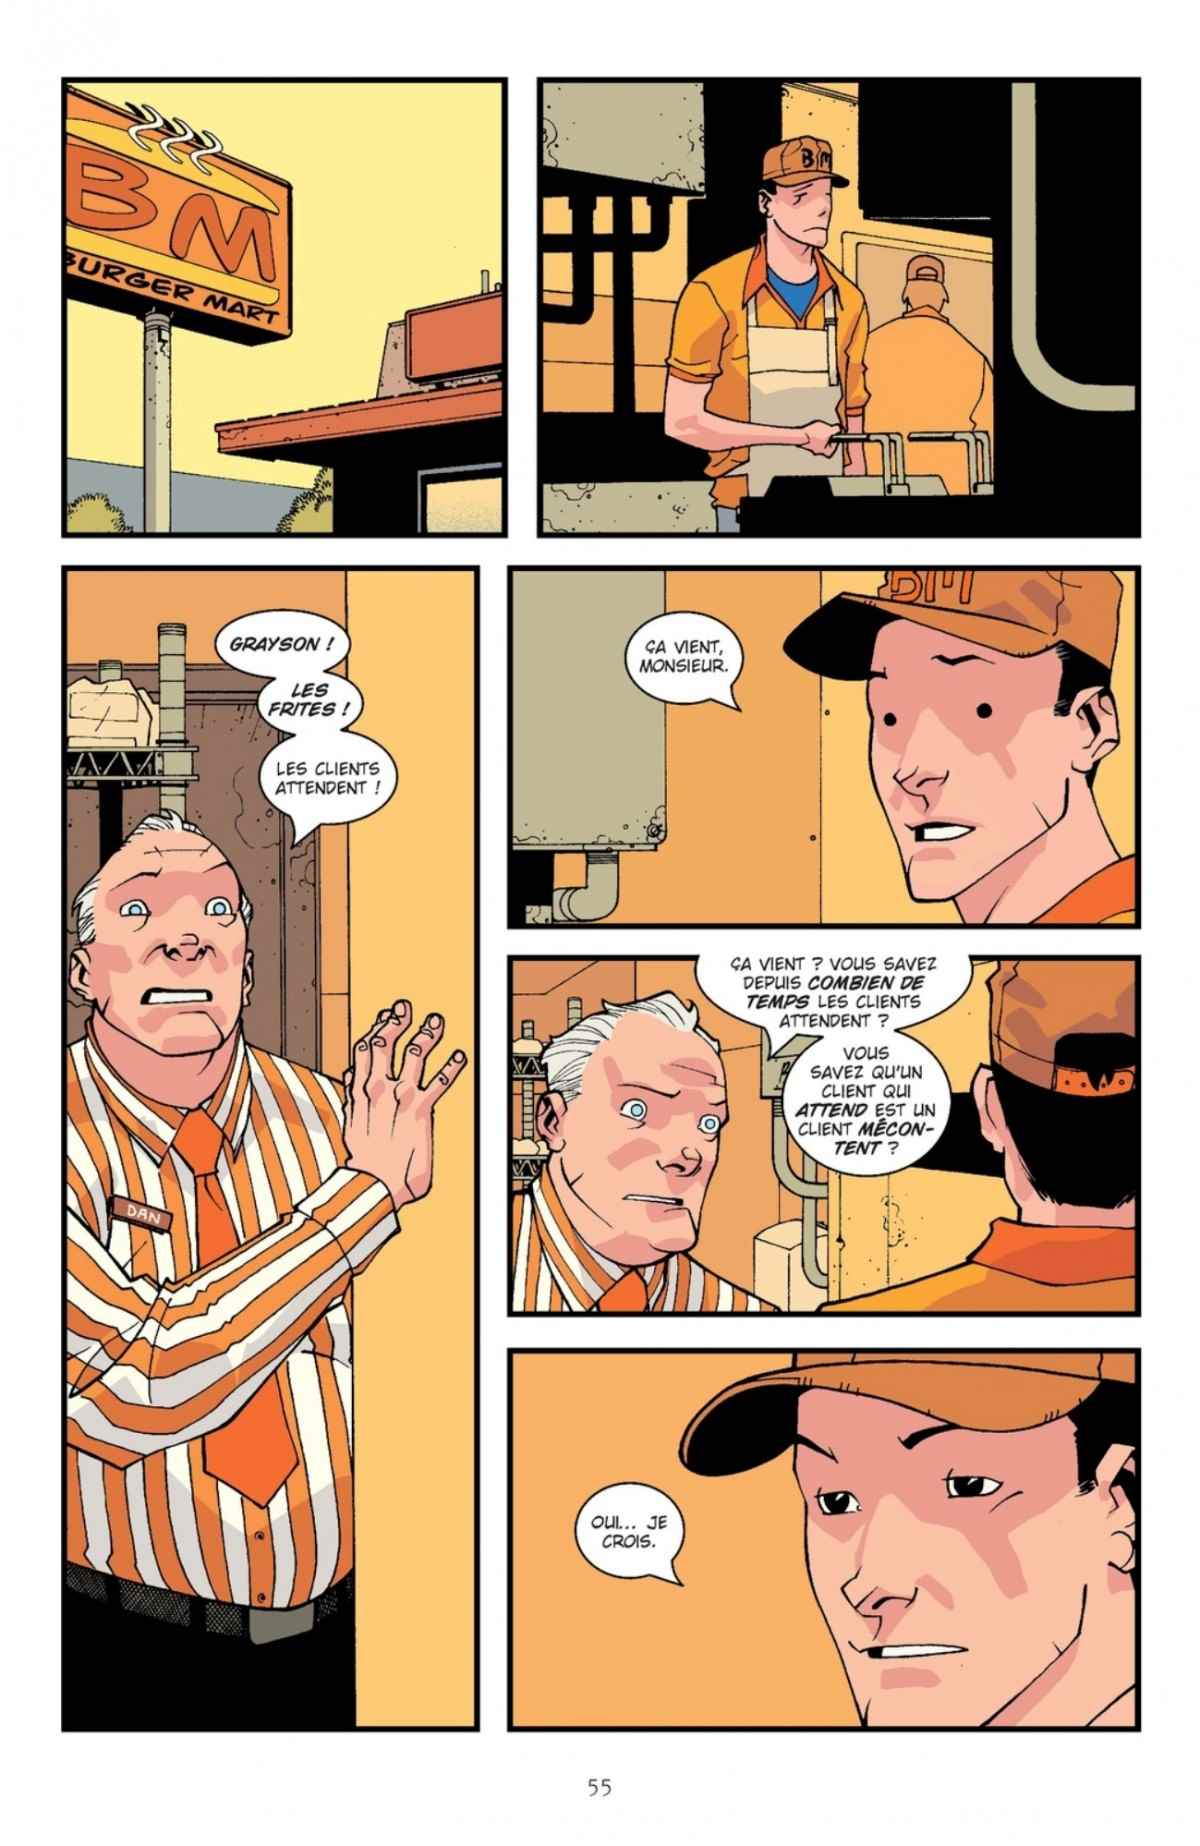 BM
BURGER MART
BM
GRAYSON !
LES
FRITES !
LES CLIENTS
ATTENDENT !
DAN
BM
ÇA VIENT,
MONSIEUR.
ÇA VIENT ? VOUS SAVEZ
DEPUIS COMBIEN DE
TEMPS LES CLIENTS
ATTENDENT ?
VOUS
SAVEZ QU'UN
CLIENT QUI
ATTEND EST UN
CLIENT MÉCON-
TENT ?
OUI... JE
CROIS.
55